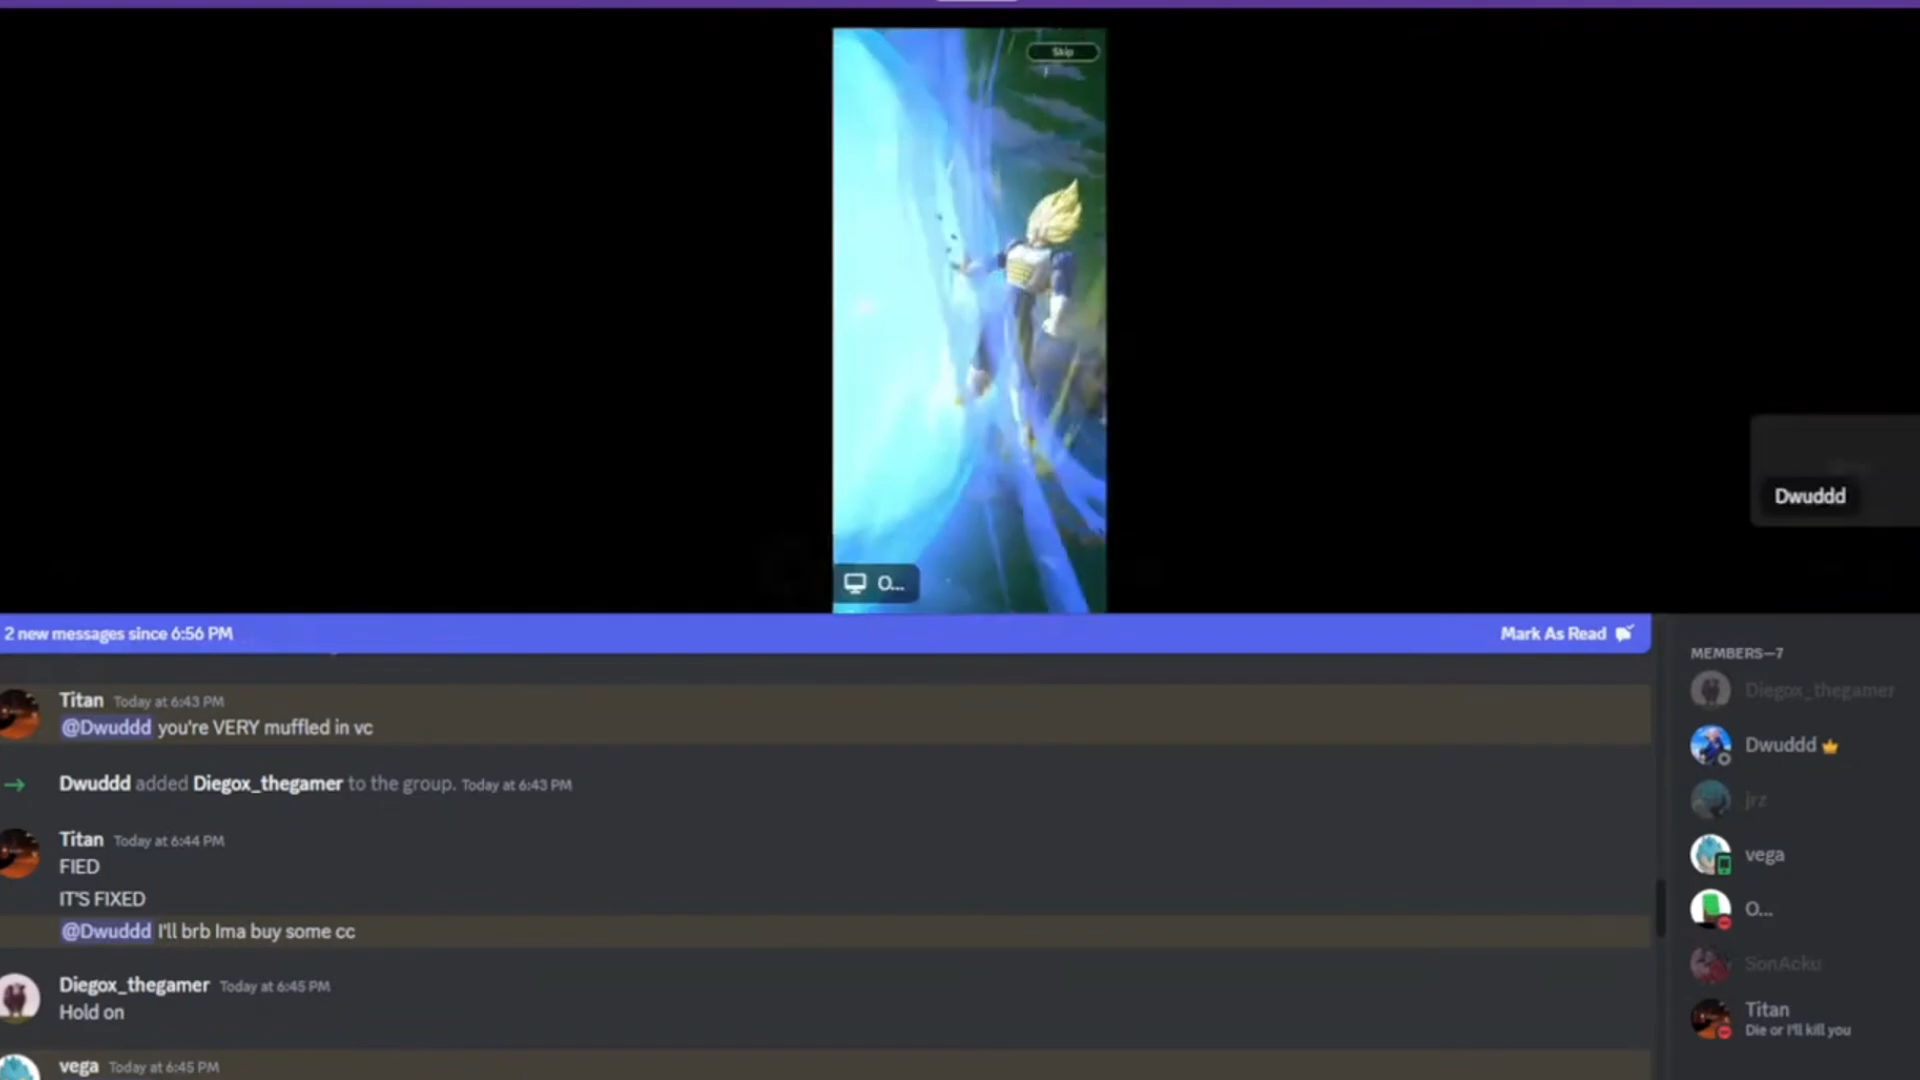 Skip
Dwuddd
O...
2 new messages since 6:56 PM
Mark As Read
Titan Today at 6:43 PM
@Dwuddd you're VERY muffled in vc
Dwuddd added Diegox_thegamer to the group. Today at 6:43 PM
Titan Today at 6:44 PM
FIED
IT'S FIXED
@Dwuddd I'll brb Ima buy some cc
Diegox_thegamer Today at 6:45 PM
Hold on
vega Today at 6:45 PM
MEMBERS—7
Diegox_thegamer
Dwuddd
jrz
vega
O...
SonAcku
Titan
Die or I'll kill you